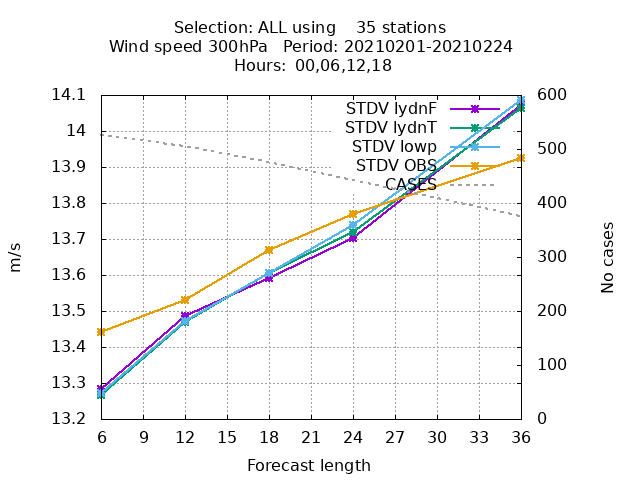 Selection: ALL using    35 stations
Wind speed 300hPa   Period: 20210201-20210224
Hours:  00,06,12,18
STDV lydnF
STDV lydnT
STDV lowp
STDV OBS
CASES
14.1
14
13.9
13.8
13.7
13.6
13.5
13.4
13.3
13.2
m/s
600
500
400
300
200
100
0
No cases
6 9 12 15 18 21 24 27 30 33 36
Forecast length